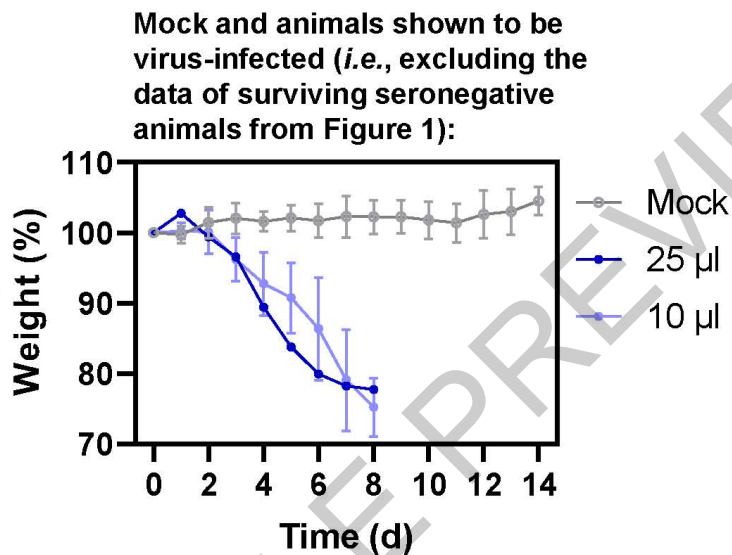 Mock and animals shown to be
virus-infected (i.e., excluding the
data of surviving seronegative
animals from Figure 1):
110
100
90
80
70
Weight (%)
0 2 4 6 8 10 12 14
Time (d)
Mock
25 µl
10 µl
E PREVIE